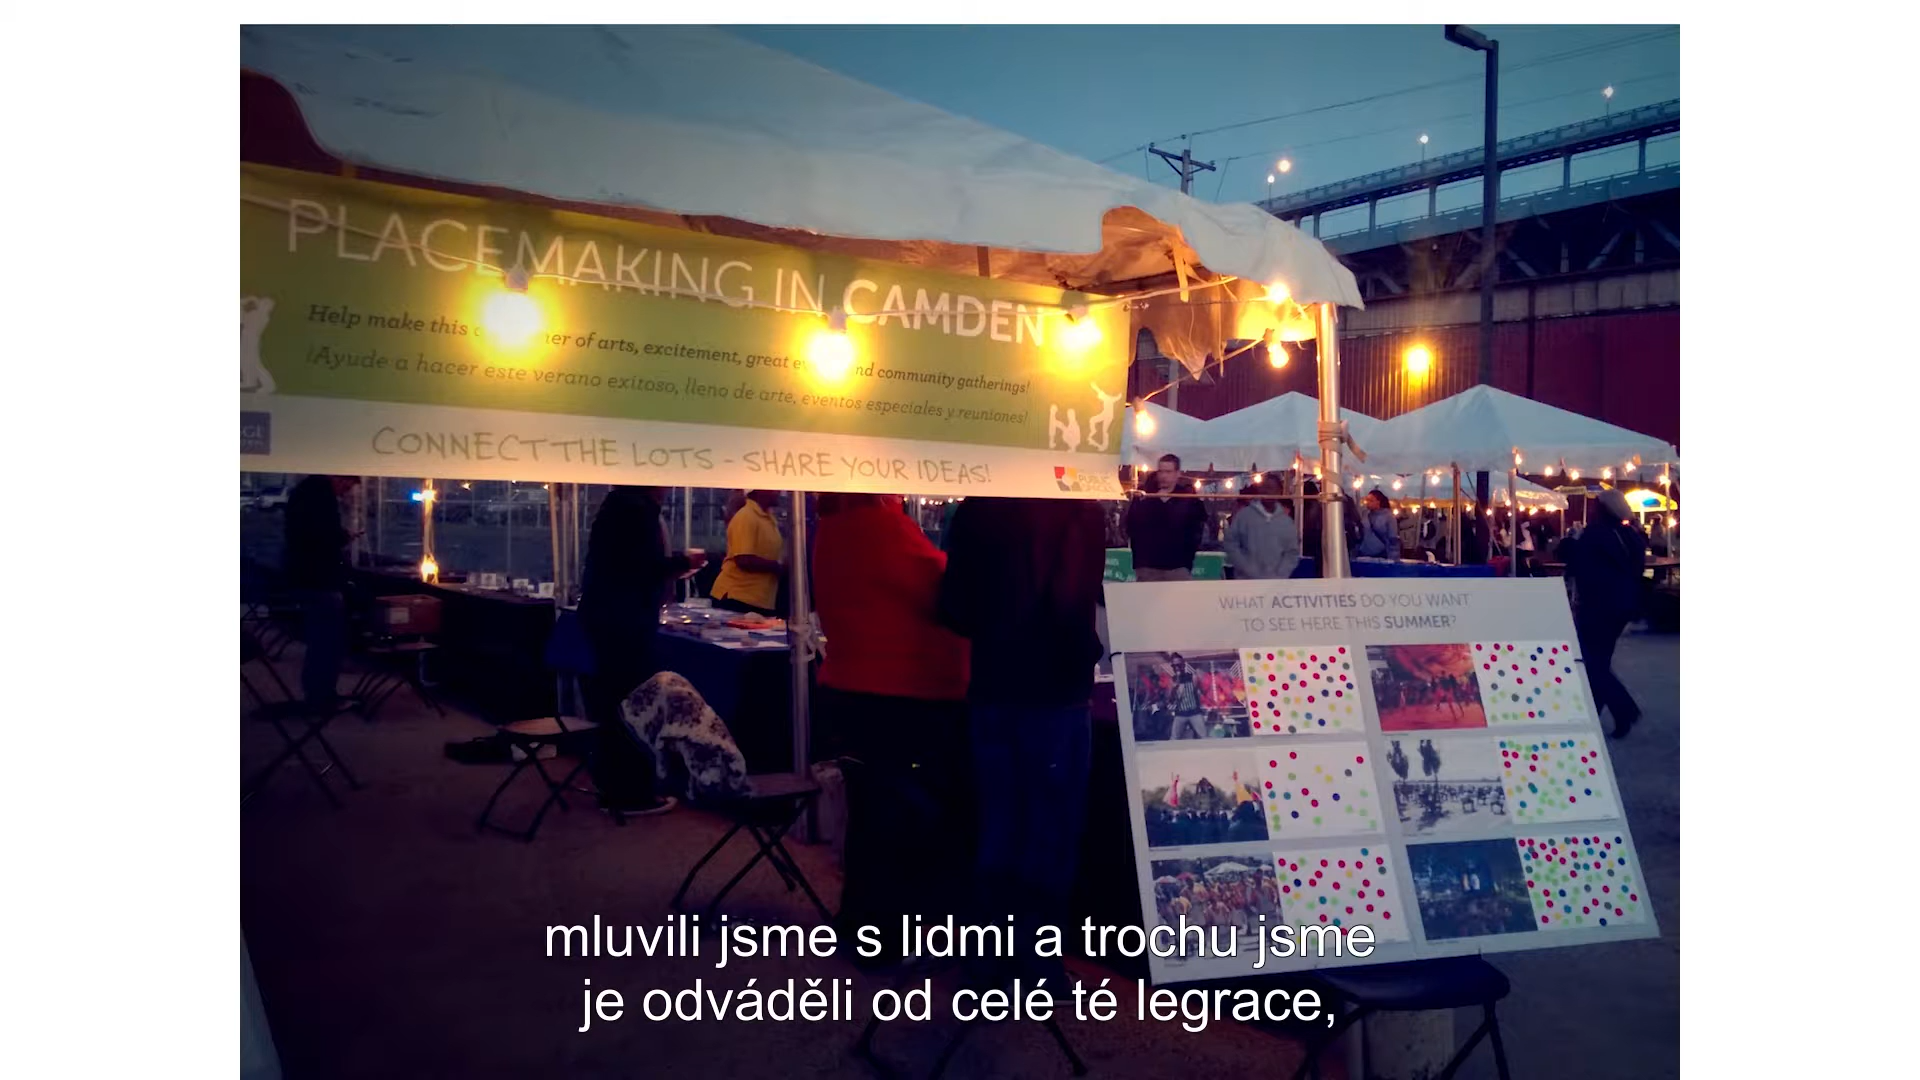 PLACEMAKING IN CAMDEN
Help make this of arts, excitement, great community gatherings!
¡Ayude a hacer este verano exitoso, lleno de arte, eventos especiales y reuniones!
CONNECT THE LOTS - SHARE YOUR IDEAS!
WHAT ACTIVITIES DO YOU WANT
TO SEE HERE THIS SUMMER?
mluvili jsme s lidmi a trochu jsme
je odváděli od celé té legrace,